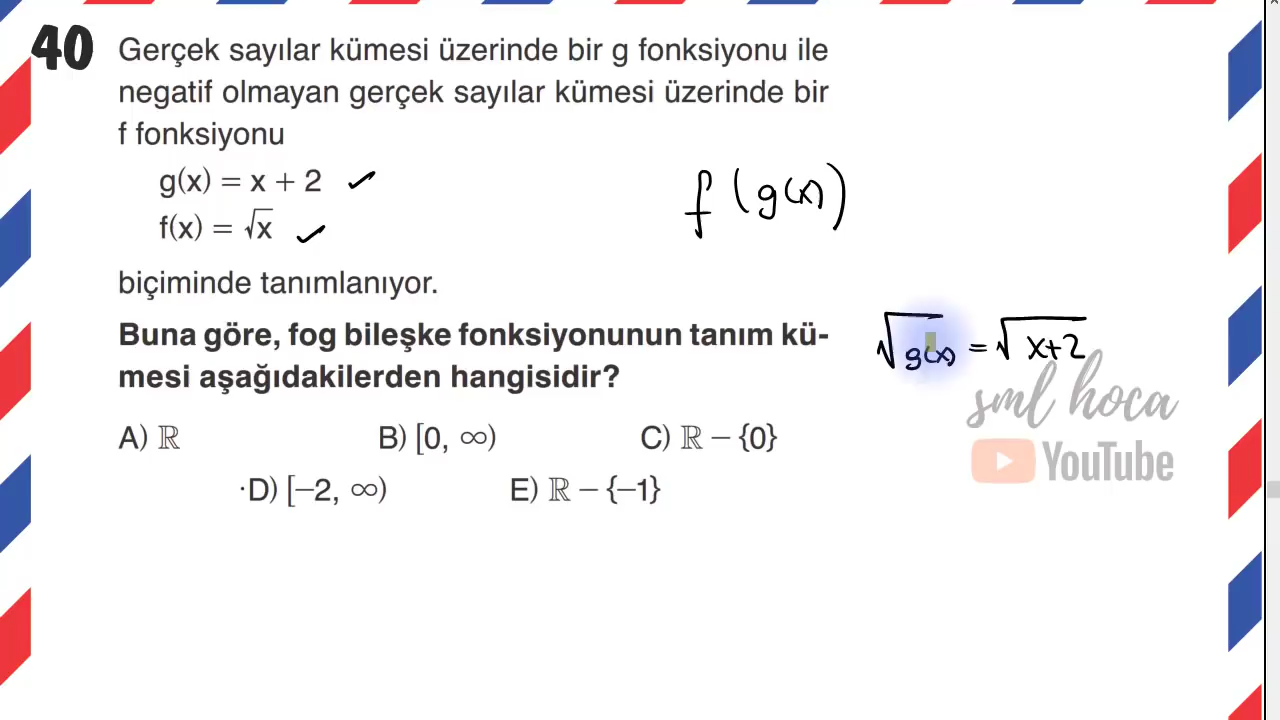 40
Gerçek sayılar kümesi üzerinde bir g fonksiyonu ile
negatif olmayan gerçek sayılar kümesi üzerinde bir
f fonksiyonu
g(x) = x + 2 ✓
f(x) = √x ✓
f(g(x))
biçiminde tanımlanıyor.
Buna göre, fog bileşke fonksiyonunun tanım kü-
mesi aşağıdakilerden hangisidir?
√g(x) = √x+2
sml hoca
YouTube
A) ℝ B) [0, ∞) C) ℝ – {0}
·D) [–2, ∞) E) ℝ – {–1}